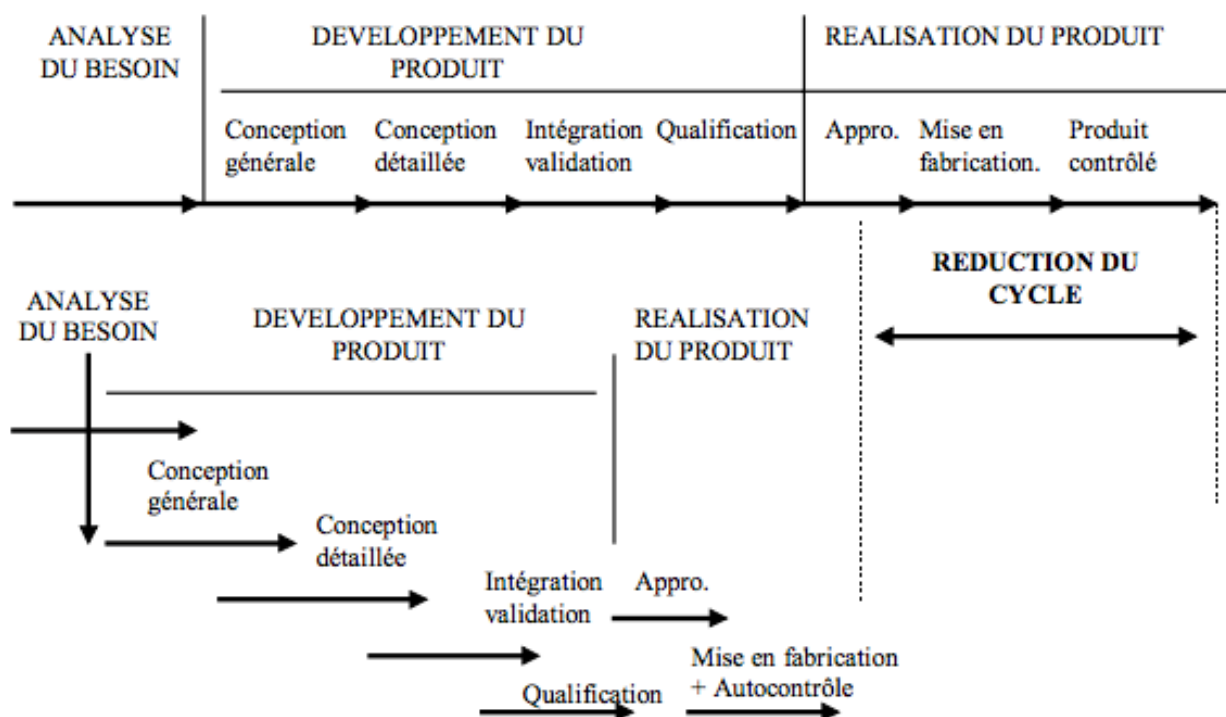 ANALYSE
DU BESOIN
DEVELOPPEMENT DU
PRODUIT
REALISATION DU PRODUIT
Conception
générale
Conception
détaillée
Intégration
validation
Qualification
Appro.
Mise en
fabrication.
Produit
contrôlé
REDUCTION DU
CYCLE
ANALYSE
DU BESOIN
DEVELOPPEMENT DU
PRODUIT
REALISATION
DU PRODUIT
Conception
générale
Conception
détaillée
Intégration
validation
Appro.
Qualification
Mise en fabrication
+ Autocontrôle